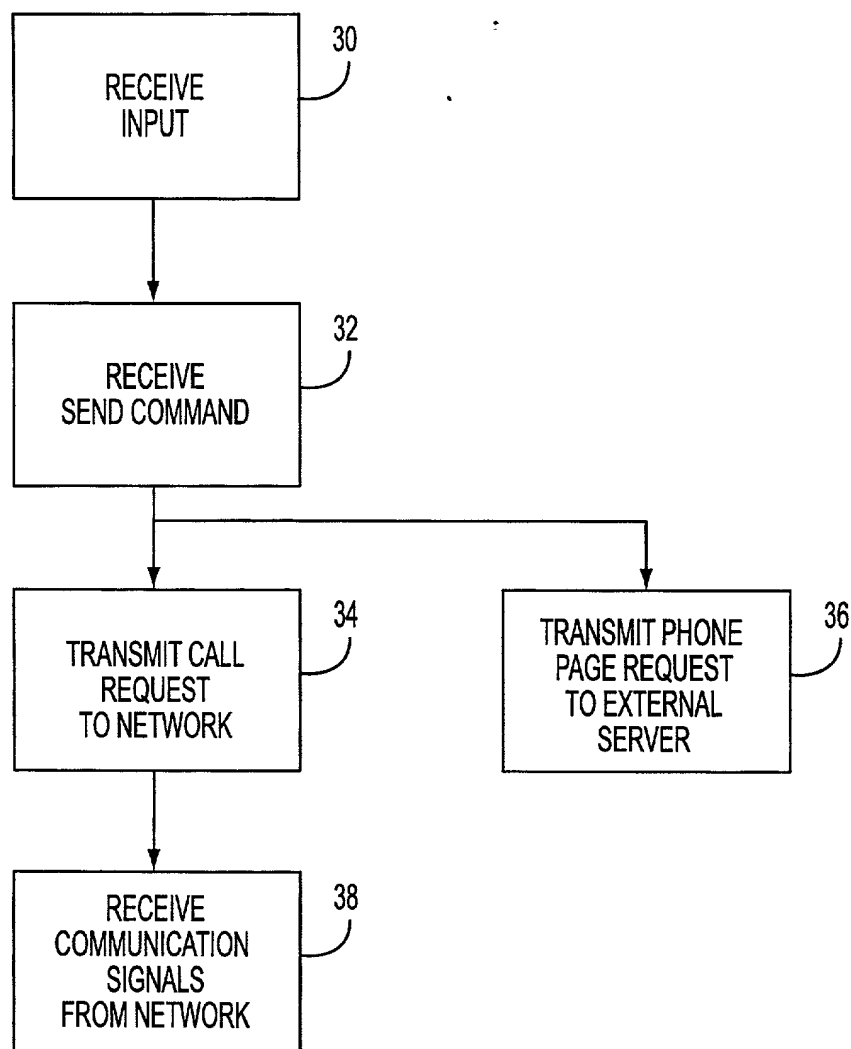 30
RECEIVE
INPUT
32
RECEIVE
SEND COMMAND
34
TRANSMIT CALL
REQUEST
TO NETWORK
36
TRANSMIT PHONE
PAGE REQUEST
TO EXTERNAL
SERVER
38
RECEIVE
COMMUNICATION
SIGNALS
FROM NETWORK